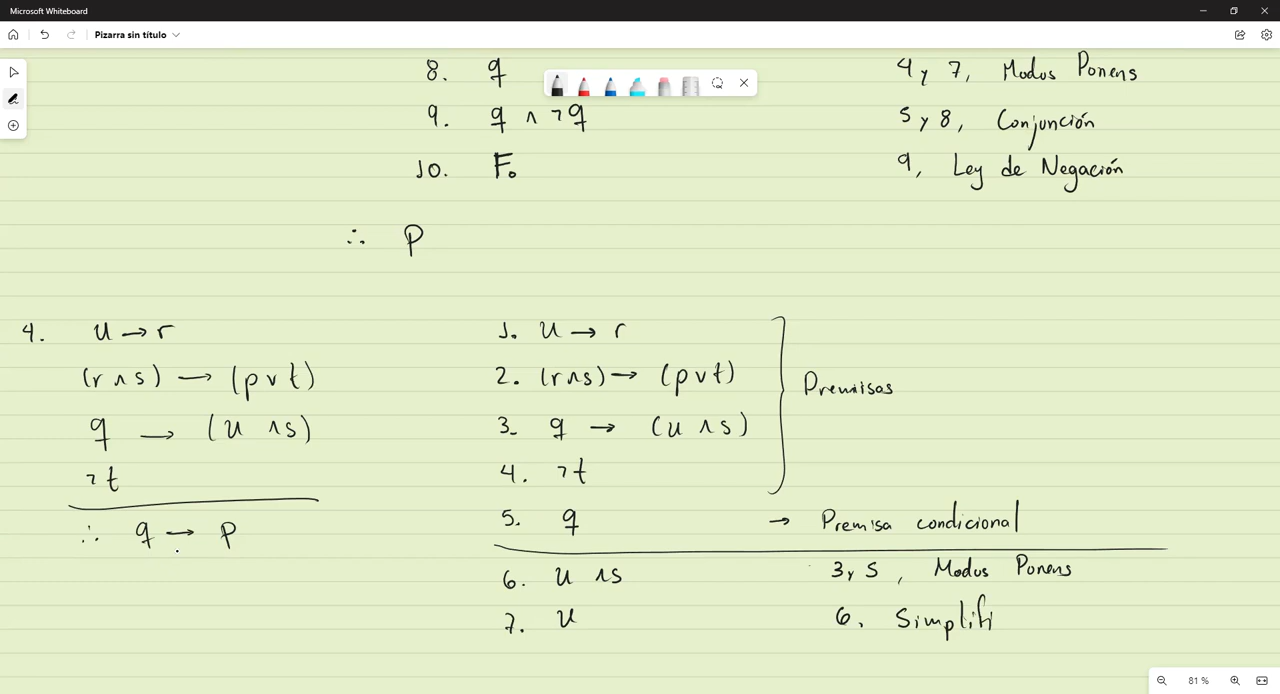 Microsoft Whiteboard
Pizarra sin título
8. q 4 y 7, Modus Ponens
9. q ∧ ¬q 5 y 8, Conjunción
10. F₀ 9, Ley de Negación
∴ p
4. u → r
(r ∧ s) → (p ∨ t)
q → (u ∧ s)
¬t
∴ q → p
1. u → r
2. (r ∧ s) → (p ∨ t)
3. q → (u ∧ s)
4. ¬t
Premisas
5. q → Premisa condicional
6. u ∧ s 3 y 5, Modus Ponens
7. u 6, Simplifi
81 %